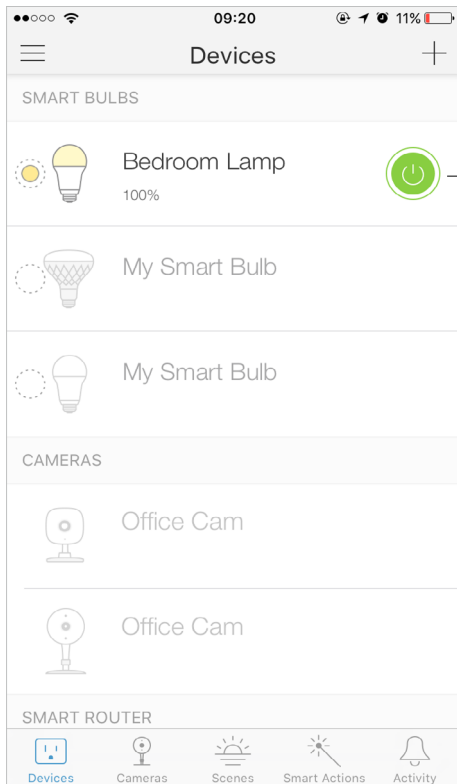 09:20 11%
Devices
SMART BULBS
Bedroom Lamp
100%
My Smart Bulb
My Smart Bulb
CAMERAS
Office Cam
Office Cam
SMART ROUTER
Devices Cameras Scenes Smart Actions Activity